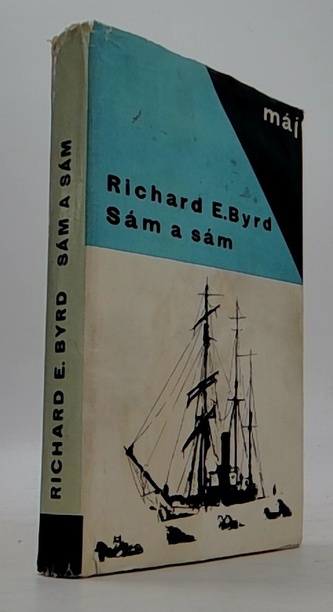 máj
Richard E. Byrd
Sám a sám
RICHARD E. BYRD SÁM A SÁM